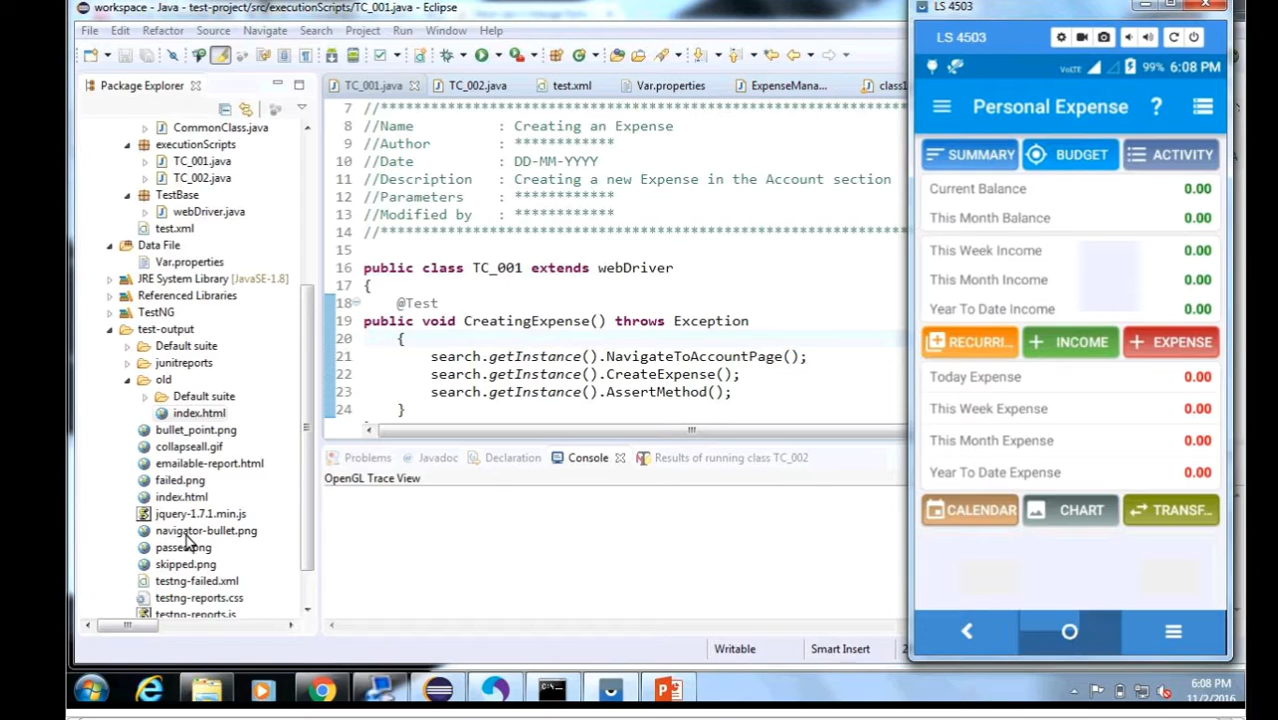 workspace - Java - test-project/src/executionScripts/TC_001.java - Eclipse
File Edit Refactor Source Navigate Search Project Run Window Help
Package Explorer
CommonClass.java
executionScripts
TC_001.java
TC_002.java
TestBase
webDriver.java
test.xml
Data File
Var.properties
JRE System Library [JavaSE-1.8]
Referenced Libraries
TestNG
test-output
Default suite
junitreports
old
Default suite
index.html
bullet_point.png
collapseall.gif
emailable-report.html
failed.png
index.html
jquery-1.7.1.min.js
navigator-bullet.png
passed.png
skipped.png
testng-failed.xml
testng-reports.css
testng-reports.js
TC_001.java TC_002.java test.xml Var.properties ExpenseMana... class1
7 //*************************************************
8 //Name : Creating an Expense
9 //Author : ************
10 //Date : DD-MM-YYYY
11 //Description : Creating a new Expense in the Account section
12 //Parameters : ************
13 //Modified by : ************
14 //*************************************************
15
16 public class TC_001 extends webDriver
17 {
18 @Test
19 public void CreatingExpense() throws Exception
20 {
21 search.getInstance().NavigateToAccountPage();
22 search.getInstance().CreateExpense();
23 search.getInstance().AssertMethod();
24 }
Problems Javadoc Declaration Console Results of running class TC_002
OpenGL Trace View
Writable Smart Insert 2
LS 4503
LS 4503
VoLTE 99% 6:08 PM
Personal Expense ?
SUMMARY BUDGET ACTIVITY
Current Balance 0.00
This Month Balance 0.00
This Week Income 0.00
This Month Income 0.00
Year To Date Income 0.00
RECURRI... + INCOME + EXPENSE
Today Expense 0.00
This Week Expense 0.00
This Month Expense 0.00
Year To Date Expense 0.00
CALENDAR CHART TRANSF...
6:08 PM
11/2/2016